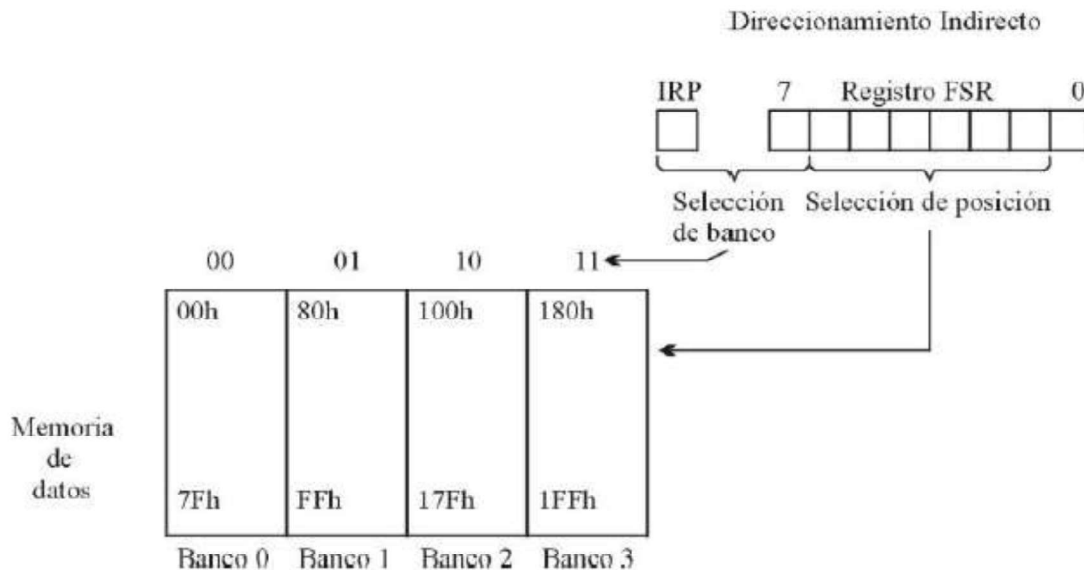 Direccionamiento Indirecto
IRP 7 Registro FSR 0
Selección de banco
Selección de posición
00 01 10 11
00h 80h 100h 180h
Memoria de datos
7Fh FFh 17Fh 1FFh
Banco 0 Banco 1 Banco 2 Banco 3